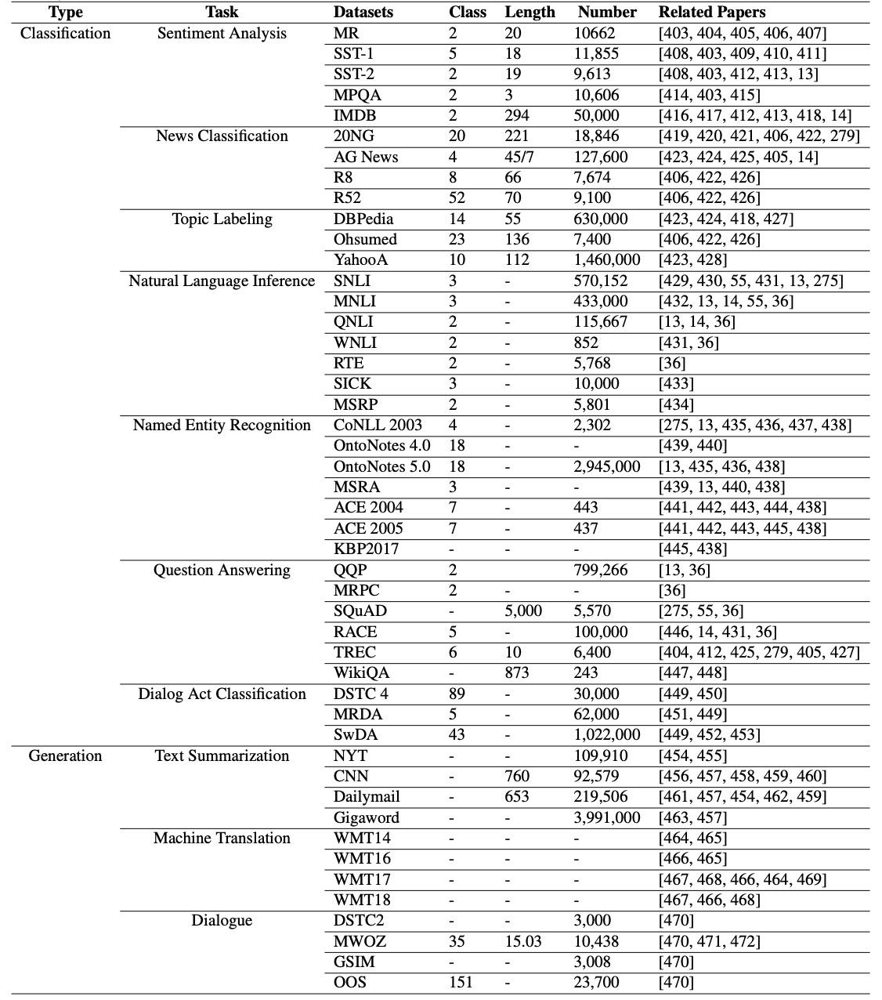 Type Task Datasets Class Length Number Related Papers
Classification Sentiment Analysis MR 2 20 10662 [403, 404, 405, 406, 407]
SST-1 5 18 11,855 [408, 403, 409, 410, 411]
SST-2 2 19 9,613 [408, 403, 412, 413, 13]
MPQA 2 3 10,606 [414, 403, 415]
IMDB 2 294 50,000 [416, 417, 412, 413, 418, 14]
News Classification 20NG 20 221 18,846 [419, 420, 421, 406, 422, 279]
AG News 4 45/7 127,600 [423, 424, 425, 405, 14]
R8 8 66 7,674 [406, 422, 426]
R52 52 70 9,100 [406, 422, 426]
Topic Labeling DBPedia 14 55 630,000 [423, 424, 418, 427]
Ohsumed 23 136 7,400 [406, 422, 426]
YahooA 10 112 1,460,000 [423, 428]
Natural Language Inference SNLI 3 - 570,152 [429, 430, 55, 431, 13, 275]
MNLI 3 - 433,000 [432, 13, 14, 55, 36]
QNLI 2 - 115,667 [13, 14, 36]
WNLI 2 - 852 [431, 36]
RTE 2 - 5,768 [36]
SICK 3 - 10,000 [433]
MSRP 2 - 5,801 [434]
Named Entity Recognition CoNLL 2003 4 - 2,302 [275, 13, 435, 436, 437, 438]
OntoNotes 4.0 18 - - [439, 440]
OntoNotes 5.0 18 - 2,945,000 [13, 435, 436, 438]
MSRA 3 - - [439, 13, 440, 438]
ACE 2004 7 - 443 [441, 442, 443, 444, 438]
ACE 2005 7 - 437 [441, 442, 443, 445, 438]
KBP2017 - - - [445, 438]
Question Answering QQP 2 799,266 [13, 36]
MRPC 2 - - [36]
SQuAD - 5,000 5,570 [275, 55, 36]
RACE 5 - 100,000 [446, 14, 431, 36]
TREC 6 10 6,400 [404, 412, 425, 279, 405, 427]
WikiQA - 873 243 [447, 448]
Dialog Act Classification DSTC 4 89 - 30,000 [449, 450]
MRDA 5 - 62,000 [451, 449]
SwDA 43 - 1,022,000 [449, 452, 453]
Generation Text Summarization NYT - - 109,910 [454, 455]
CNN - 760 92,579 [456, 457, 458, 459, 460]
Dailymail - 653 219,506 [461, 457, 454, 462, 459]
Gigaword - - 3,991,000 [463, 457]
Machine Translation WMT14 - - - [464, 465]
WMT16 - - - [466, 465]
WMT17 - - - [467, 468, 466, 464, 469]
WMT18 - - - [467, 466, 468]
Dialogue DSTC2 - - 3,000 [470]
MWOZ 35 15.03 10,438 [470, 471, 472]
GSIM - - 3,008 [470]
OOS 151 - 23,700 [470]